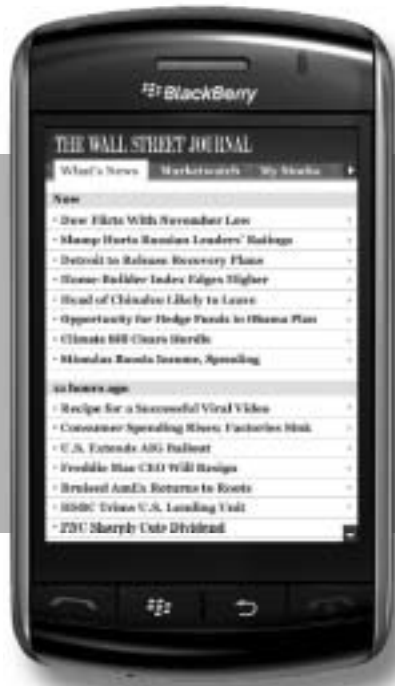 BlackBerry
THE WALL STREET JOURNAL
What's News Marketwatch My Stocks
Now
Dow Flirts With November Low
Slump Hurts Russian Leaders' Ratings
Detroit to Release Recovery Plans
Home-Builder Index Edges Higher
Head of Chinalco Likely to Leave
Opportunity for Hedge Funds in Obama Plan
Climate Bill Clears Hurdle
Stimulus Boosts Income, Spending
12 hours ago
Recipe for a Successful Viral Video
Consumer Spending Rises; Factories Sink
U.S. Extends AIG Bailout
Freddie Mac CEO Will Resign
Bruised AmEx Returns to Roots
HSBC Trims U.S. Lending Unit
PNC Sharply Cuts Dividend